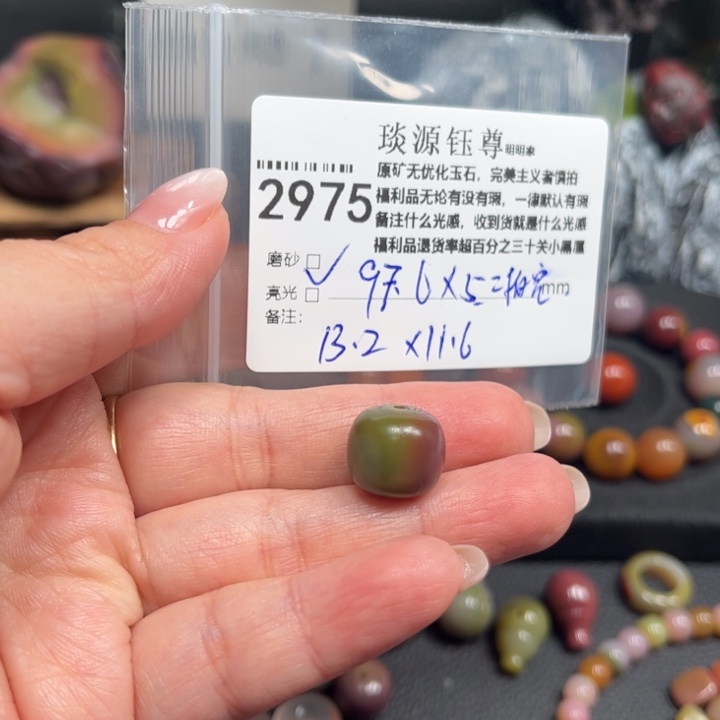 琰源钰尊明明家
原矿无优化玉石，完美主义者慎拍
2975
福利品无论有没有瑕，一律默认有瑕
备注什么光感，收到货就是什么光感
福利品退货率超百分之三十关小黑屋
磨砂□
亮光□ mm
备注：
13.2 x11.6